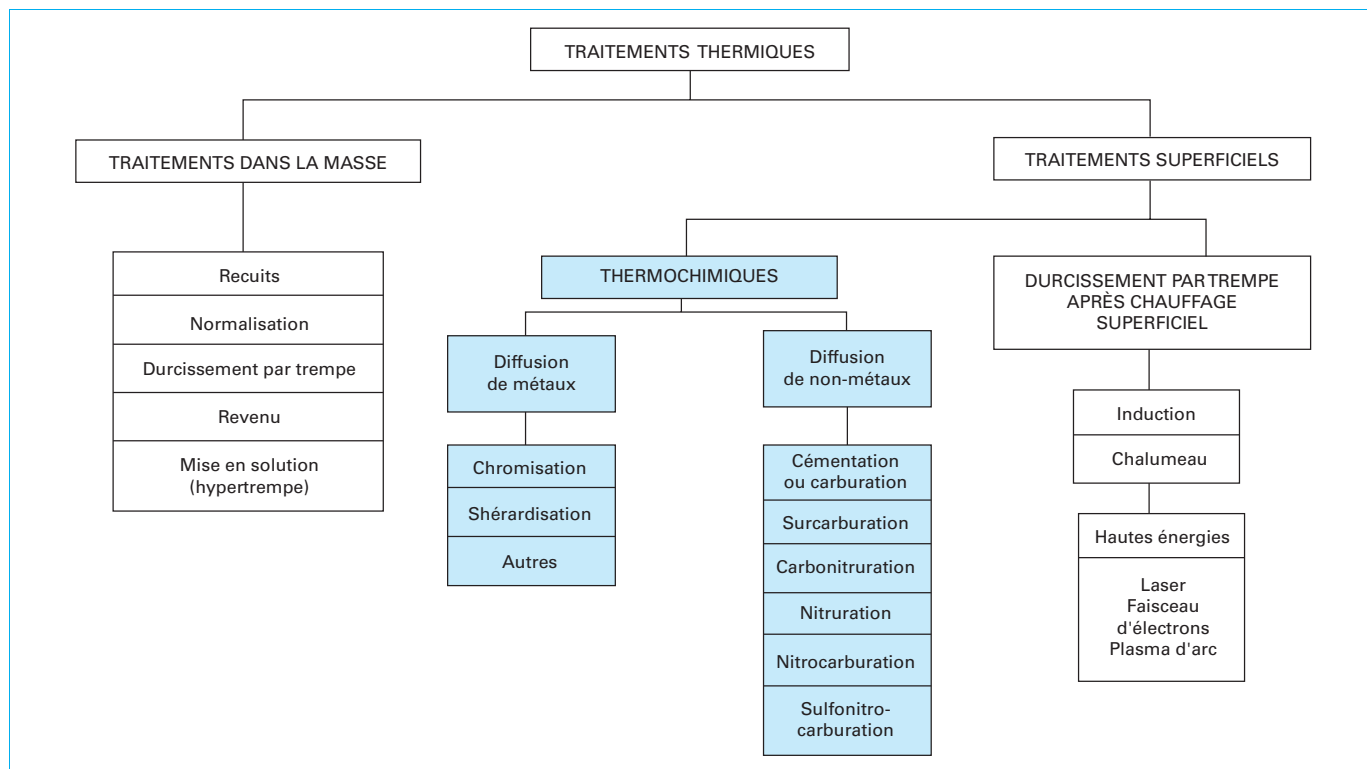 TRAITEMENTS THERMIQUES
TRAITEMENTS DANS LA MASSE
Recuits
Normalisation
Durcissement par trempe
Revenu
Mise en solution
(hypertrempe)
TRAITEMENTS SUPERFICIELS
THERMOCHIMIQUES
Diffusion
de métaux
Chromisation
Shérardisation
Autres
Diffusion
de non-métaux
Cémentation
ou carburation
Surcarburation
Carbonitruration
Nitruration
Nitrocarburation
Sulfonitro-
carburation
DURCISSEMENT PAR TREMPE
APRÈS CHAUFFAGE
SUPERFICIEL
Induction
Chalumeau
Hautes énergies
Laser
Faisceau
d'électrons
Plasma d'arc